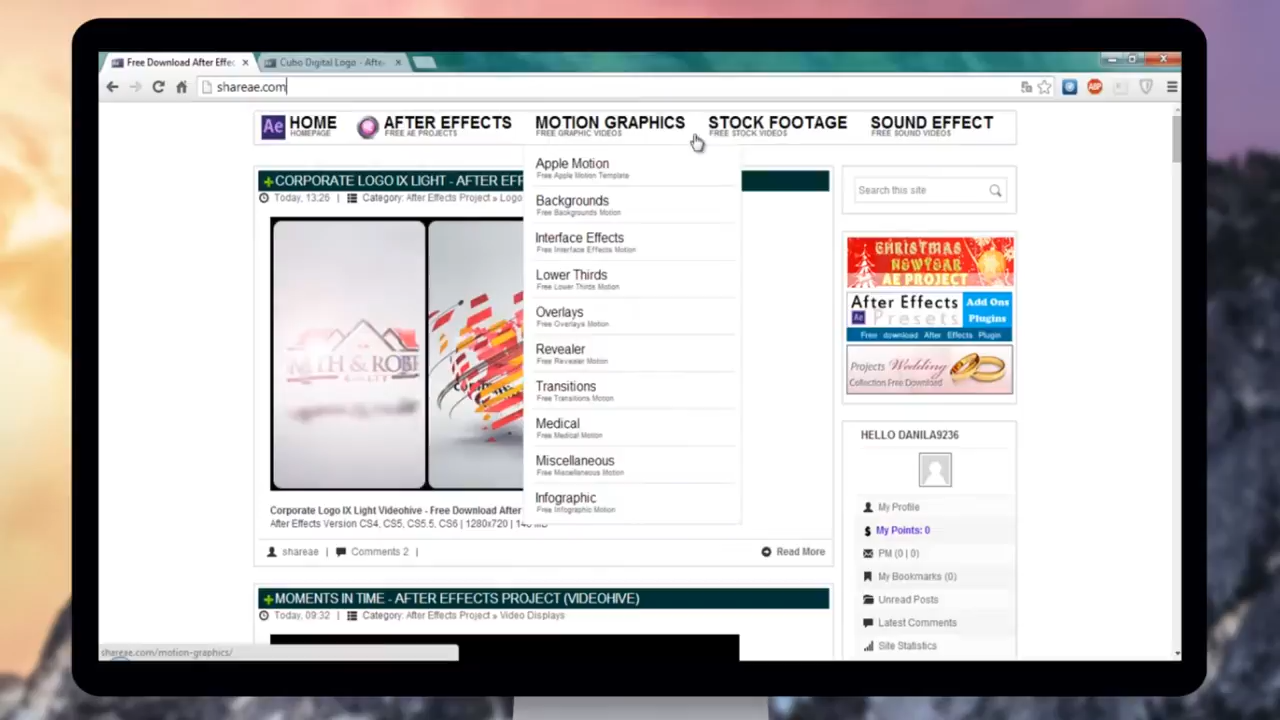 Free Download After Effec
Cubo Digital Logo - Afte
shareae.com
ABP
Ae
HOME
HOMEPAGE
AFTER EFFECTS
FREE AE PROJECTS
MOTION GRAPHICS
FREE GRAPHIC VIDEOS
STOCK FOOTAGE
FREE STOCK VIDEOS
SOUND EFFECT
FREE SOUND VIDEOS
CORPORATE LOGO IX LIGHT - AFTER EFF
Today, 13:26 | Category: After Effects Project » Logo
Apple Motion
Free Apple Motion Template
Backgrounds
Free Backgrounds Motion
Interface Effects
Free Interface Effects Motion
Lower Thirds
Free Lower Thirds Motion
Overlays
Free Overlays Motion
Revealer
Free Revealer Motion
Transitions
Free Transitions Motion
Medical
Free Medical Motion
Miscellaneous
Free Miscellaneous Motion
Infographic
Free Infographic Motion
Corporate Logo IX Light Videohive - Free Download After
After Effects Version CS4, CS5, CS5.5, CS6 | 1280x720 |
shareae | Comments 2 |
Read More
MOMENTS IN TIME - AFTER EFFECTS PROJECT (VIDEOHIVE)
Today, 09:32 | Category: After Effects Project » Video Displays
Search this site
CHRISTMAS
NEWYEAR
AE PROJECT
After Effects
Presets
Add Ons
Plugins
Free download After Effects Plugin
Projects Wedding
Collection Free Download
HELLO DANILA9236
My Profile
My Points: 0
PM (0 | 0)
My Bookmarks (0)
Unread Posts
Latest Comments
Site Statistics
shareae.com/motion-graphics/